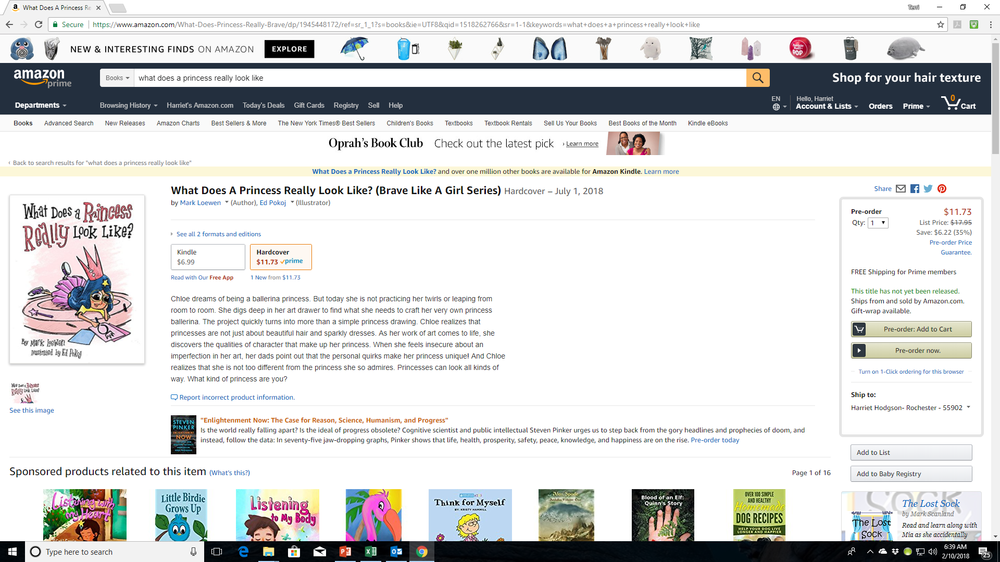 What Does A Princess Re
Terri
Secure
https://www.amazon.com/What-Does-Princess-Really-Brave/dp/1945448172/ref=sr_1_1?s=books&ie=UTF8&qid=1518262766&sr=1-1&keywords=what+does+a+princess+really+look+like
NEW & INTERESTING FINDS ON AMAZON EXPLORE
Tootsie Roll POP
amazon prime
Books
what does a princess really look like
Shop for your hair texture
Departments
Browsing History Harriet's Amazon.com Today's Deals Gift Cards Registry Sell Help
EN
Hello, Harriet
Account & Lists Orders Prime 0 Cart
Books Advanced Search New Releases Amazon Charts Best Sellers & More The New York Times® Best Sellers Children's Books Textbooks Textbook Rentals Sell Us Your Books Best Books of the Month Kindle eBooks
Oprah's Book Club Check out the latest pick › Learn more
‹ Back to search results for "what does a princess really look like"
What Does a Princess Really Look Like? and over one million other books are available for Amazon Kindle. Learn more
What Does a Princess Really Look Like?
By Mark Loewen
Illustrated by Ed Pokoj
What Does a Princess Really Look Like?
See this image
What Does A Princess Really Look Like? (Brave Like A Girl Series) Hardcover – July 1, 2018
by Mark Loewen (Author), Ed Pokoj (Illustrator)
See all 2 formats and editions
Kindle
$6.99
Hardcover
$11.73 prime
Read with Our Free App
1 New from $11.73
Chloe dreams of being a ballerina princess. But today she is not practicing her twirls or leaping from
room to room. She digs deep in her art drawer to find what she needs to craft her very own princess
ballerina. The project quickly turns into more than a simple princess drawing. Chloe realizes that
princesses are not just about beautiful hair and sparkly dresses. As her work of art comes to life, she
discovers the qualities of character that make up her princess. When she feels insecure about an
imperfection in her art, her dads point out that the personal quirks make her princess unique! And Chloe
realizes that she is not too different from the princess she so admires. Princesses can look all kinds of
way. What kind of princess are you?
Report incorrect product information.
STEVEN
PINKER
ENLIGHTENMENT
NOW
"Enlightenment Now: The Case for Reason, Science, Humanism, and Progress"
Is the world really falling apart? Is the ideal of progress obsolete? Cognitive scientist and public intellectual Steven Pinker urges us to step back from the gory headlines and prophecies of doom, and
instead, follow the data: In seventy-five jaw-dropping graphs, Pinker shows that life, health, prosperity, safety, peace, knowledge, and happiness are on the rise. Pre-order today
Share
Pre-order $11.73
Qty: 1
List Price: $17.95
Save: $6.22 (35%)
Pre-order Price
Guarantee.
FREE Shipping for Prime members
This title has not yet been released.
Ships from and sold by Amazon.com.
Gift-wrap available.
Pre-order: Add to Cart
Pre-order now.
Turn on 1-Click ordering for this browser
Ship to:
Harriet Hodgson- Rochester - 55902
Add to List
Add to Baby Registry
Sock
The Lost Sock
by Mark Scanland
Read and learn along with
Mia as she accidentally
The Lost
Sock
Sponsored products related to this item (What's this?)
Page 1 of 16
Listening with
my Heart
Little Birdie
Grows Up
Listening
to My Body
Think for Myself
BY: KRISTY HAMMILL
Alan Spade
Blood of an Elf:
Quinn's Story
OVER 100 SIMPLE
AND HEALTHY
Homemade
DOG RECIPES
HELP YOUR DOG LIVE
LONGER AND HAPPIER
Type here to search
6:39 AM
2/10/2018
25